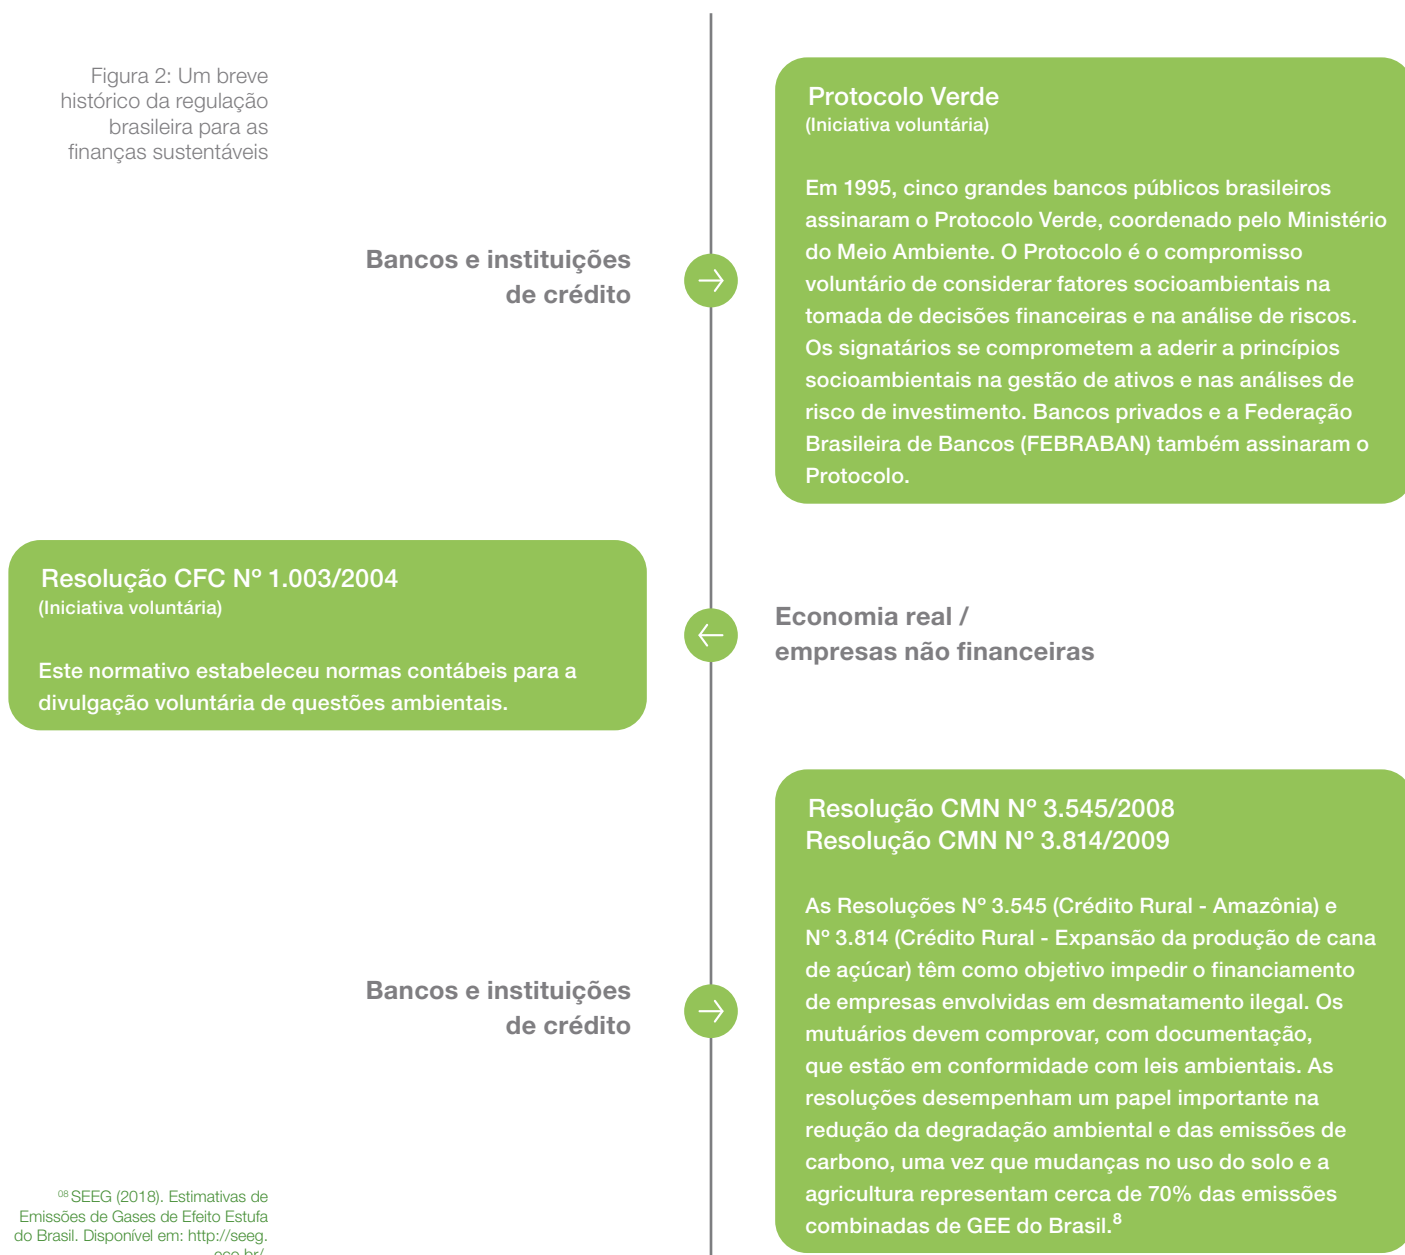 Figura 2: Um breve
histórico da regulação
brasileira para as
finanças sustentáveis
Bancos e instituições
de crédito
Protocolo Verde
(Iniciativa voluntária)
Em 1995, cinco grandes bancos públicos brasileiros
assinaram o Protocolo Verde, coordenado pelo Ministério
do Meio Ambiente. O Protocolo é o compromisso
voluntário de considerar fatores socioambientais na
tomada de decisões financeiras e na análise de riscos.
Os signatários se comprometem a aderir a princípios
socioambientais na gestão de ativos e nas análises de
risco de investimento. Bancos privados e a Federação
Brasileira de Bancos (FEBRABAN) também assinaram o
Protocolo.
Resolução CFC Nº 1.003/2004
(Iniciativa voluntária)
Este normativo estabeleceu normas contábeis para a
divulgação voluntária de questões ambientais.
Economia real /
empresas não financeiras
Bancos e instituições
de crédito
Resolução CMN Nº 3.545/2008
Resolução CMN Nº 3.814/2009
As Resoluções Nº 3.545 (Crédito Rural - Amazônia) e
Nº 3.814 (Crédito Rural - Expansão da produção de cana
de açúcar) têm como objetivo impedir o financiamento
de empresas envolvidas em desmatamento ilegal. Os
mutuários devem comprovar, com documentação,
que estão em conformidade com leis ambientais. As
resoluções desempenham um papel importante na
redução da degradação ambiental e das emissões de
carbono, uma vez que mudanças no uso do solo e a
agricultura representam cerca de 70% das emissões
combinadas de GEE do Brasil.8
08 SEEG (2018). Estimativas de
Emissões de Gases de Efeito Estufa
do Brasil. Disponível em: http://seeg.
eco.br/